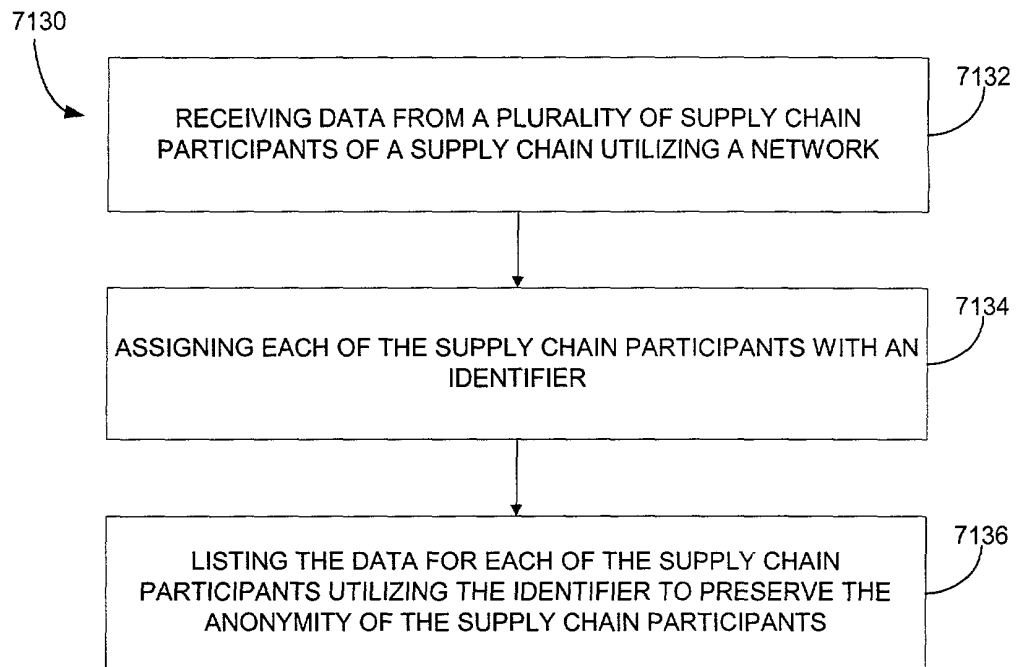 7130
7132
RECEIVING DATA FROM A PLURALITY OF SUPPLY CHAIN
PARTICIPANTS OF A SUPPLY CHAIN UTILIZING A NETWORK
7134
ASSIGNING EACH OF THE SUPPLY CHAIN PARTICIPANTS WITH AN
IDENTIFIER
7136
LISTING THE DATA FOR EACH OF THE SUPPLY CHAIN
PARTICIPANTS UTILIZING THE IDENTIFIER TO PRESERVE THE
ANONYMITY OF THE SUPPLY CHAIN PARTICIPANTS